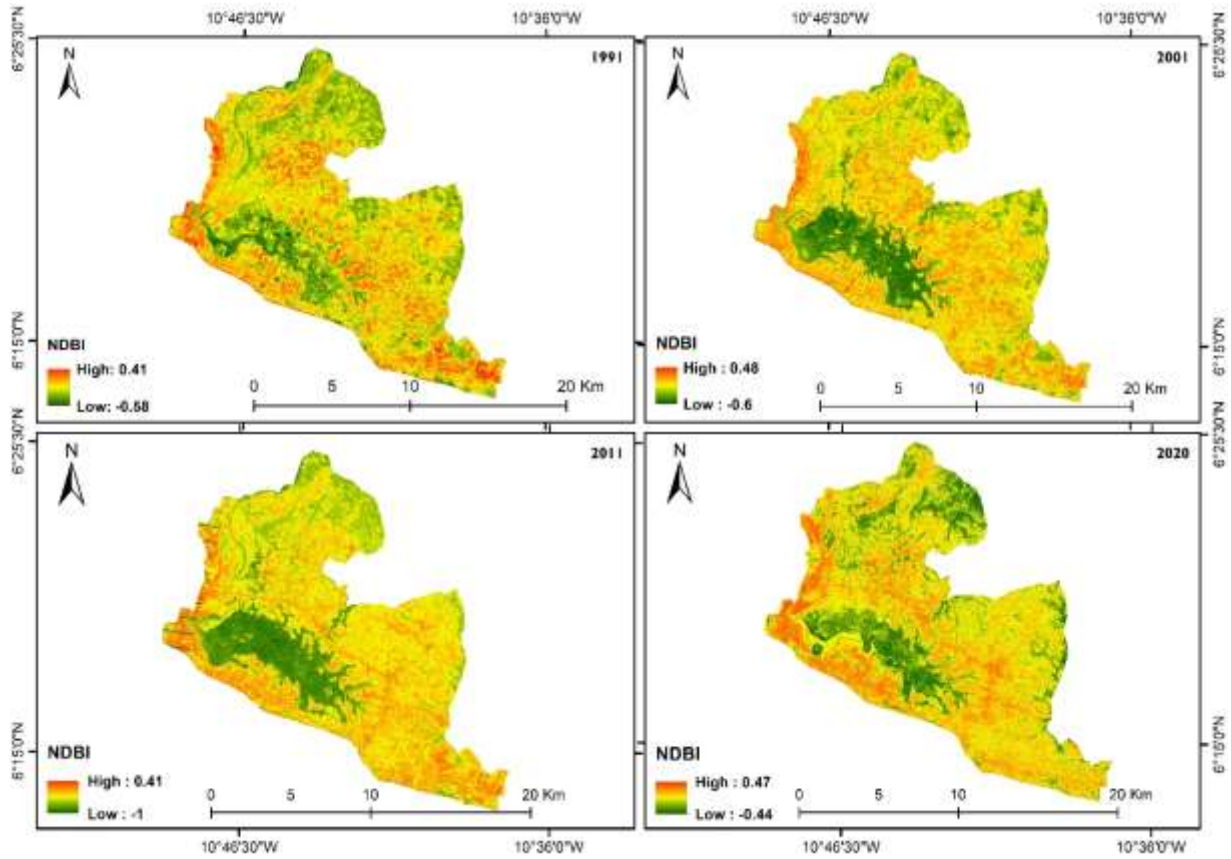 10°46'30"W 10°36'0"W 10°46'30"W 10°36'0"W
6°25'30"N
N
1991
NDBI
High: 0.41
Low: -0.58
0 5 10 20 Km
N
2001
6°25'30"N
6°15'0"N
NDBI
High : 0.48
Low : -0.6
0 5 10 20 Km
6°15'0"N
6°25'30"N
N
2011
NDBI
High : 0.41
Low : -1
0 5 10 20 Km
6°15'0"N
N
2020
6°25'30"N
NDBI
High : 0.47
Low : -0.44
0 5 10 20 Km
6°15'0"N
10°46'30"W 10°36'0"W 10°46'30"W 10°36'0"W